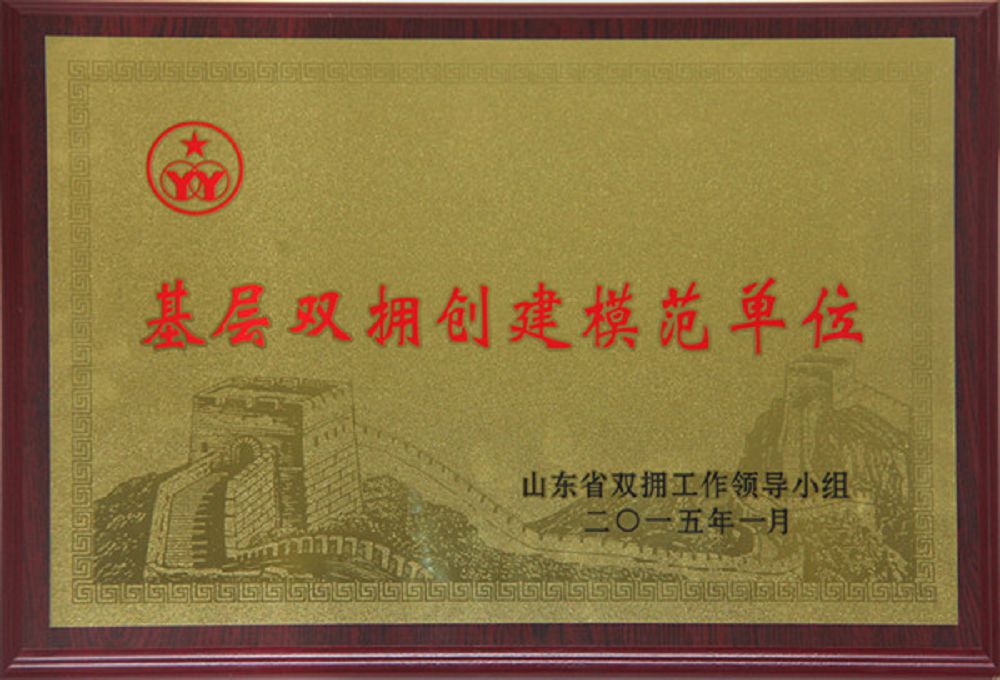 YY
基层双拥创建模范单位
山东省双拥工作领导小组
二〇一五年一月